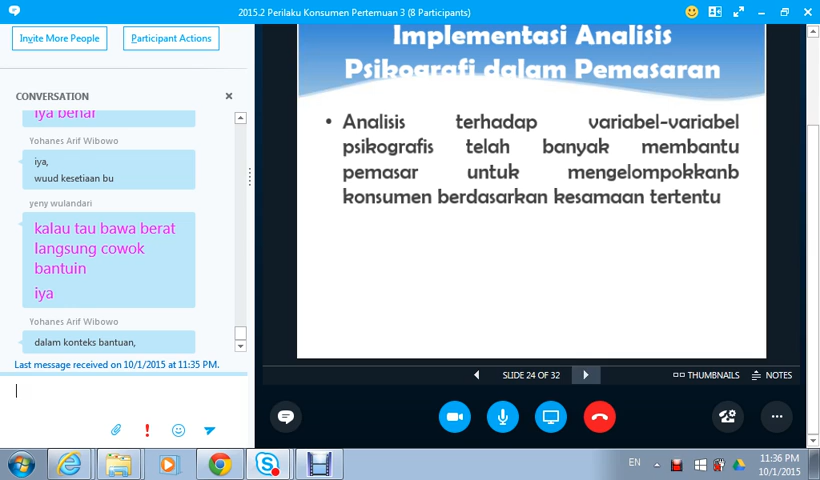 2015.2 Perilaku Konsumen Pertemuan 3 (8 Participants)
Invite More People
Participant Actions
CONVERSATION
iya benar
Yohanes Arif Wibowo
iya,
wuud kesetiaan bu
yeny wulandari
kalau tau bawa berat
langsung cowok
bantuin
iya
Yohanes Arif Wibowo
dalam konteks bantuan,
Last message received on 10/1/2015 at 11:35 PM.
Implementasi Analisis
Psikografi dalam Pemasaran
• Analisis terhadap variabel-variabel
psikografis telah banyak membantu
pemasar untuk mengelompokkanb
konsumen berdasarkan kesamaan tertentu
SLIDE 24 OF 32
THUMBNAILS
NOTES
EN
11:36 PM
10/1/2015